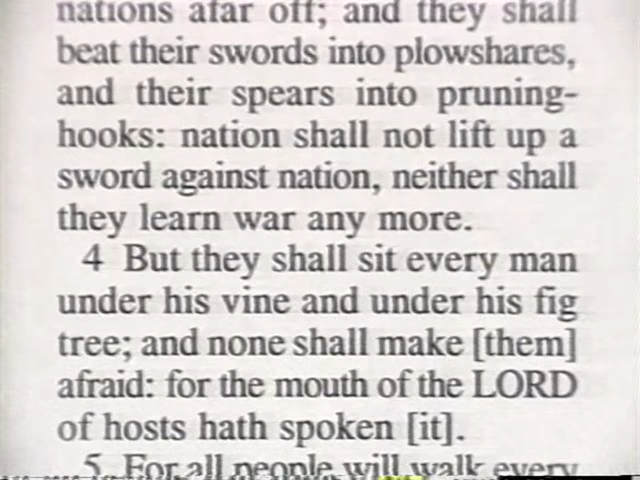 nations afar off; and they shall
beat their swords into plowshares,
and their spears into pruning-
hooks: nation shall not lift up a
sword against nation, neither shall
they learn war any more.
4 But they shall sit every man
under his vine and under his fig
tree; and none shall make [them]
afraid: for the mouth of the LORD
of hosts hath spoken [it].
5 For all people will walk every